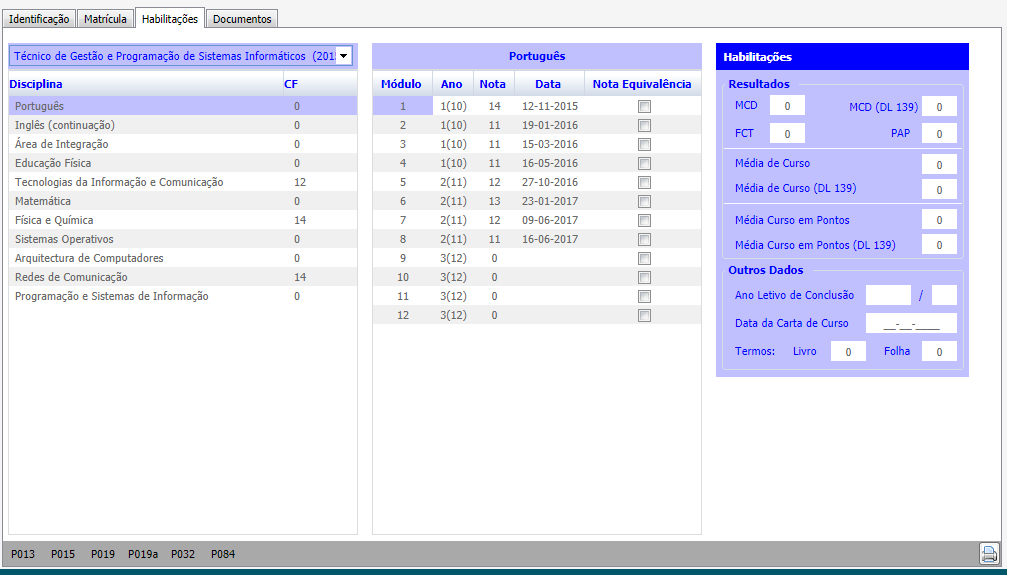 Identificação Matrícula Habilitações Documentos
Técnico de Gestão e Programação de Sistemas Informáticos (201
Disciplina CF
Português 0
Inglês (continuação) 0
Área de Integração 0
Educação Física 0
Tecnologias da Informação e Comunicação 12
Matemática 0
Física e Química 14
Sistemas Operativos 0
Arquitectura de Computadores 0
Redes de Comunicação 14
Programação e Sistemas de Informação 0
Português
Módulo Ano Nota Data Nota Equivalência
1 1(10) 14 12-11-2015
2 1(10) 11 19-01-2016
3 1(10) 11 15-03-2016
4 1(10) 11 16-05-2016
5 2(11) 12 27-10-2016
6 2(11) 13 23-01-2017
7 2(11) 12 09-06-2017
8 2(11) 11 16-06-2017
9 3(12) 0
10 3(12) 0
11 3(12) 0
12 3(12) 0
Habilitações
Resultados
MCD 0 MCD (DL 139) 0
FCT 0 PAP 0
Média de Curso 0
Média de Curso (DL 139) 0
Média Curso em Pontos 0
Média Curso em Pontos (DL 139) 0
Outros Dados
Ano Letivo de Conclusão /
Data da Carta de Curso __-__-____
Termos: Livro 0 Folha 0
P013 P015 P019 P019a P032 P084